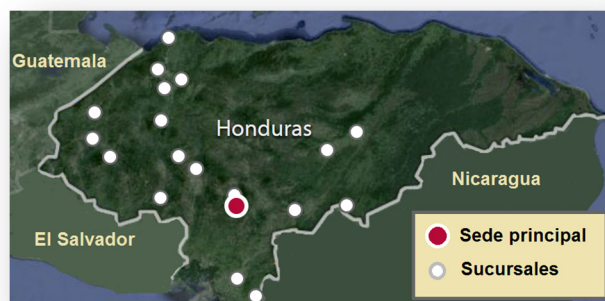 Guatemala
Honduras
Nicaragua
El Salvador
Sede principal
Sucursales